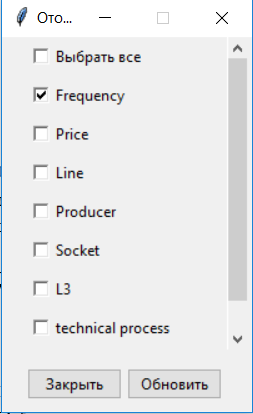 Ото...
Выбрать все
Frequency
Price
Line
Producer
Socket
L3
technical process
Закрыть Обновить